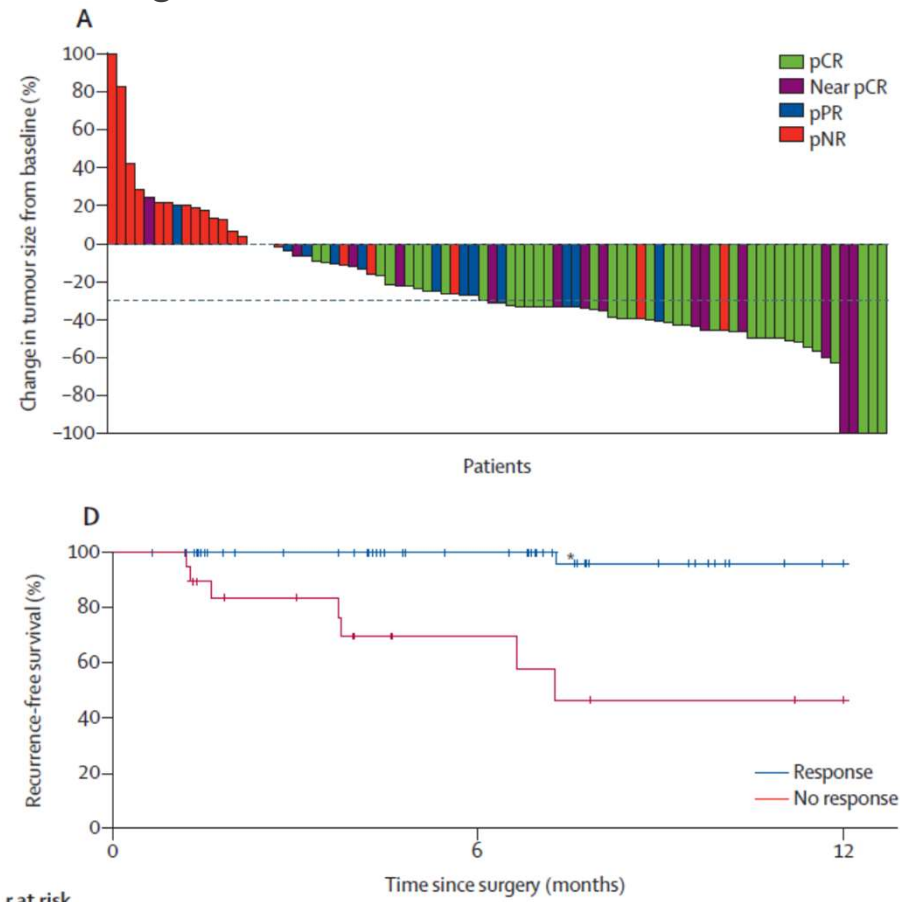 A
Change in tumour size from baseline (%)
100
80
60
40
20
0
−20
−40
−60
−80
−100
pCR
Near pCR
pPR
pNR
Patients
D
Recurrence-free survival (%)
100
80
60
40
20
0
*
Response
No response
0
6
12
Time since surgery (months)
r at risk